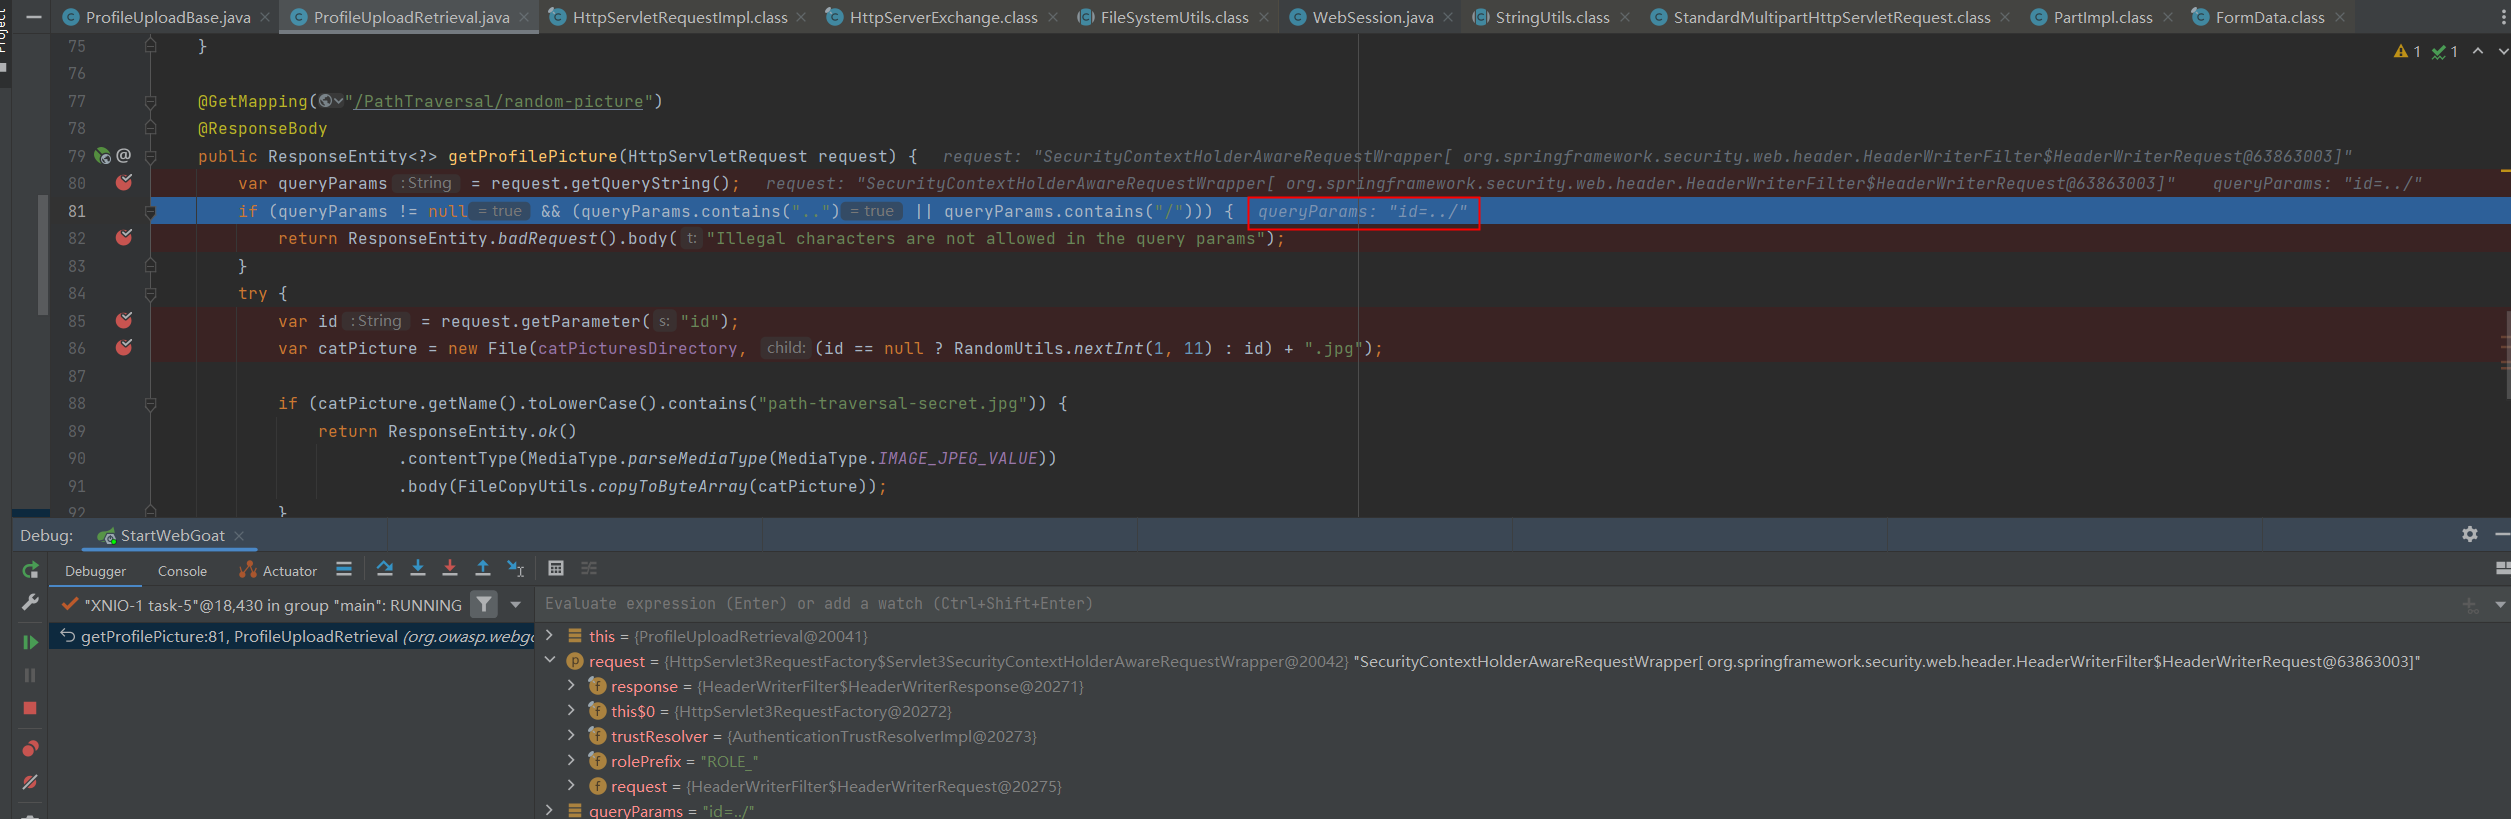 ProfileUploadBase.java ProfileUploadRetrieval.java HttpServletRequestImpl.class HttpServerExchange.class FileSystemUtils.class WebSession.java StringUtils.class StandardMultipartHttpServletRequest.class PartImpl.class FormData.class
Project
1 1
75 }
76
77 @GetMapping("/PathTraversal/random-picture")
78 @ResponseBody
79 @ public ResponseEntity<?> getProfilePicture(HttpServletRequest request) { request: "SecurityContextHolderAwareRequestWrapper[ org.springframework.security.web.header.HeaderWriterFilter$HeaderWriterRequest@63863003]"
80 var queryParams : String = request.getQueryString(); request: "SecurityContextHolderAwareRequestWrapper[ org.springframework.security.web.header.HeaderWriterFilter$HeaderWriterRequest@63863003]" queryParams: "id=../"
81 if (queryParams != null = true && (queryParams.contains("..") = true || queryParams.contains("/"))) { queryParams: "id=../"
82 return ResponseEntity.badRequest().body( t: "Illegal characters are not allowed in the query params");
83 }
84 try {
85 var id : String = request.getParameter( s: "id");
86 var catPicture = new File(catPicturesDirectory, child: (id == null ? RandomUtils.nextInt(1, 11) : id) + ".jpg");
87
88 if (catPicture.getName().toLowerCase().contains("path-traversal-secret.jpg")) {
89 return ResponseEntity.ok()
90 .contentType(MediaType.parseMediaType(MediaType.IMAGE_JPEG_VALUE))
91 .body(FileCopyUtils.copyToByteArray(catPicture));
92 }
Debug: StartWebGoat
Debugger Console Actuator
"XNIO-1 task-5"@18,430 in group "main": RUNNING Evaluate expression (Enter) or add a watch (Ctrl+Shift+Enter)
getProfilePicture:81, ProfileUploadRetrieval (org.owasp.webgo
this = {ProfileUploadRetrieval@20041}
request = {HttpServlet3RequestFactory$Servlet3SecurityContextHolderAwareRequestWrapper@20042} "SecurityContextHolderAwareRequestWrapper[ org.springframework.security.web.header.HeaderWriterFilter$HeaderWriterRequest@63863003]"
response = {HeaderWriterFilter$HeaderWriterResponse@20271}
this$0 = {HttpServlet3RequestFactory@20272}
trustResolver = {AuthenticationTrustResolverImpl@20273}
rolePrefix = "ROLE_"
request = {HeaderWriterFilter$HeaderWriterRequest@20275}
queryParams = "id=../"